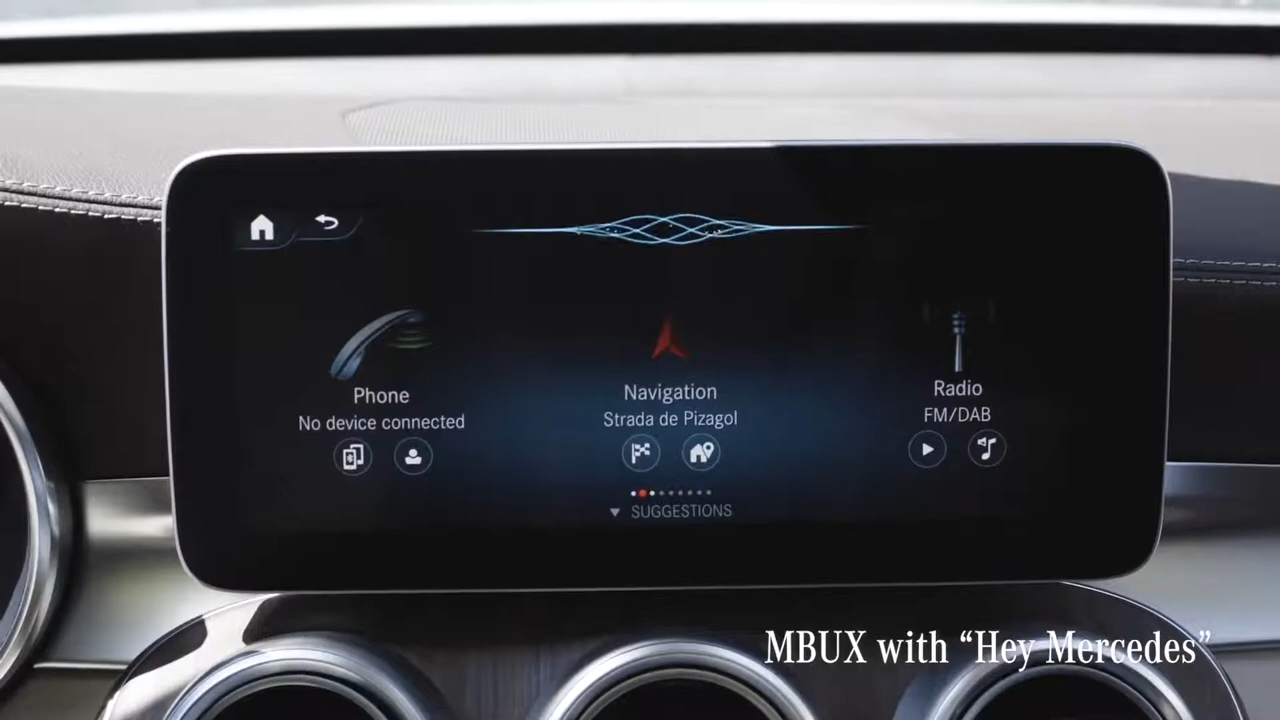 Phone
No device connected
Navigation
Strada de Pizagol
Radio
FM/DAB
SUGGESTIONS
MBUX with “Hey Mercedes”